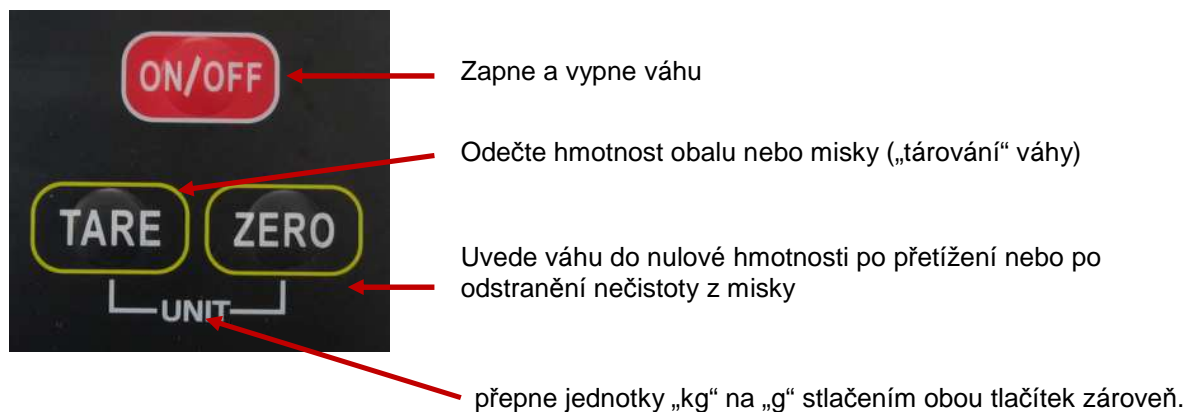 ON/OFF
Zapne a vypne váhu
Odečte hmotnost obalu nebo misky („tárování“ váhy)
TARE
ZERO
Uvede váhu do nulové hmotnosti po přetížení nebo po
odstranění nečistoty z misky
UNIT
přepne jednotky „kg“ na „g“ stlačením obou tlačítek zároveň.